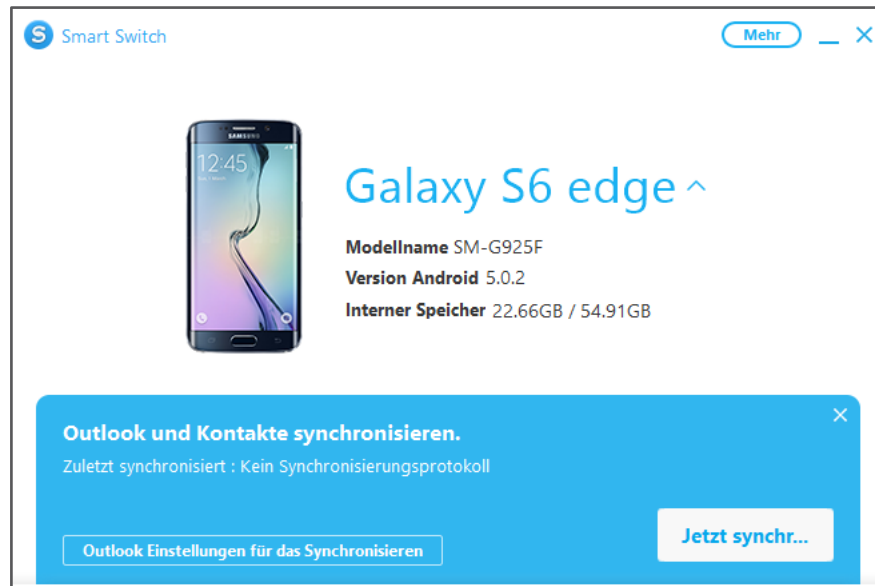 Smart Switch
Mehr
SAMSUNG
12:45
Galaxy S6 edge
Modellname SM-G925F
Version Android 5.0.2
Interner Speicher 22.66GB / 54.91GB
Outlook und Kontakte synchronisieren.
Zuletzt synchronisiert : Kein Synchronisierungsprotokoll
Jetzt synchr...
Outlook Einstellungen für das Synchronisieren